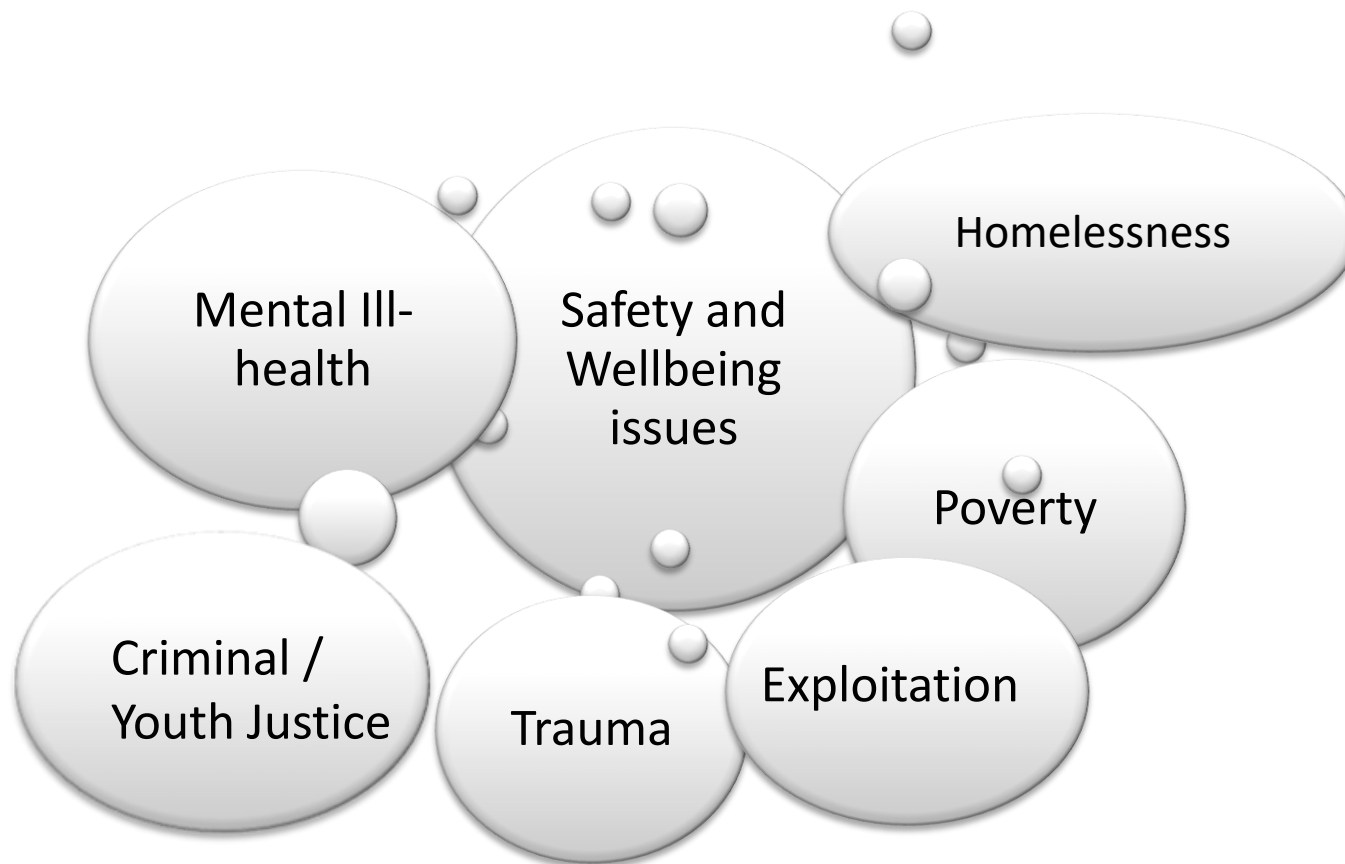 Homelessness
Mental Ill-
health
Safety and
Wellbeing
issues
Poverty
Criminal /
Youth Justice
Trauma
Exploitation